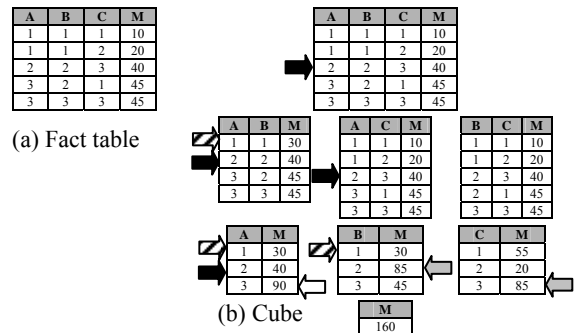 A B C M
1 1 1 10
1 1 2 20
2 2 3 40
3 2 1 45
3 3 3 45
(a) Fact table
A B C M
1 1 1 10
1 1 2 20
2 2 3 40
3 2 1 45
3 3 3 45
A B M
1 1 30
2 2 40
3 2 45
3 3 45
A C M
1 1 10
1 2 20
2 3 40
3 1 45
3 3 45
B C M
1 1 10
1 2 20
2 3 40
2 1 45
3 3 45
A M
1 30
2 40
3 90
B M
1 30
2 85
3 45
C M
1 55
2 20
3 85
(b) Cube
M
160